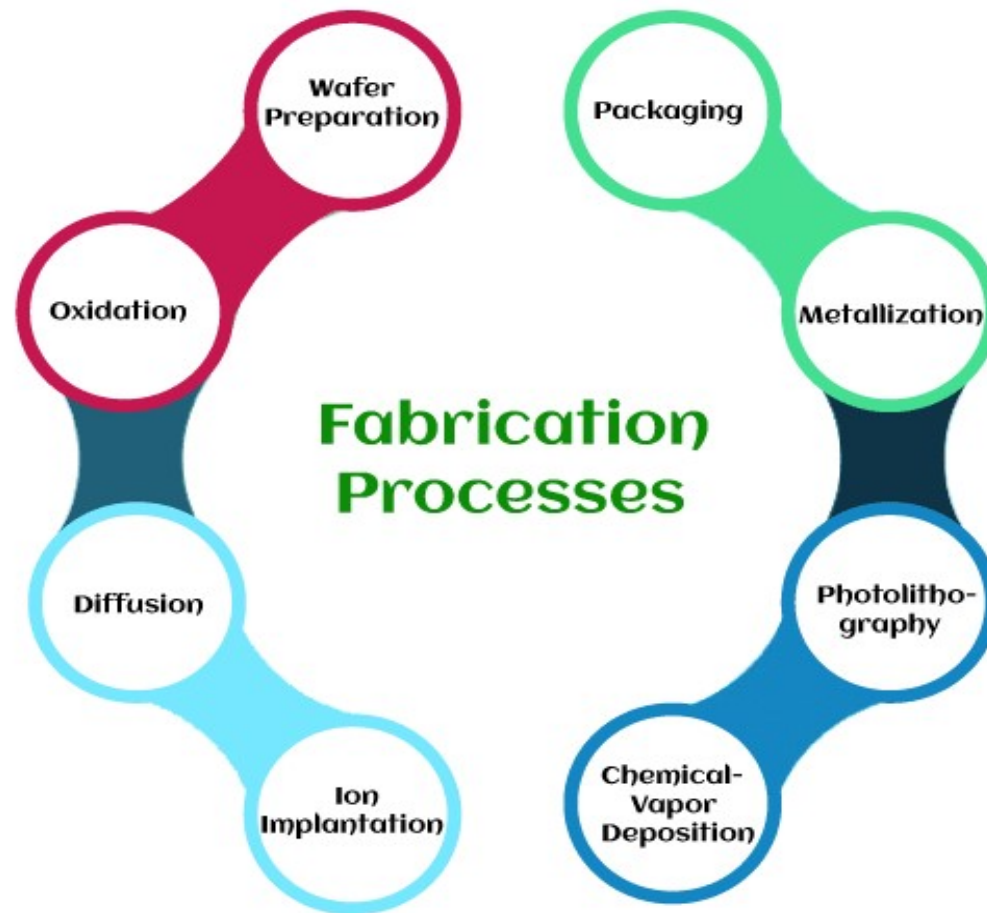 Wafer
Preparation
Oxidation
Diffusion
Ion
Implantation
Fabrication
Processes
Packaging
Metallization
Photolitho-
graphy
Chemical-
Vapor
Deposition